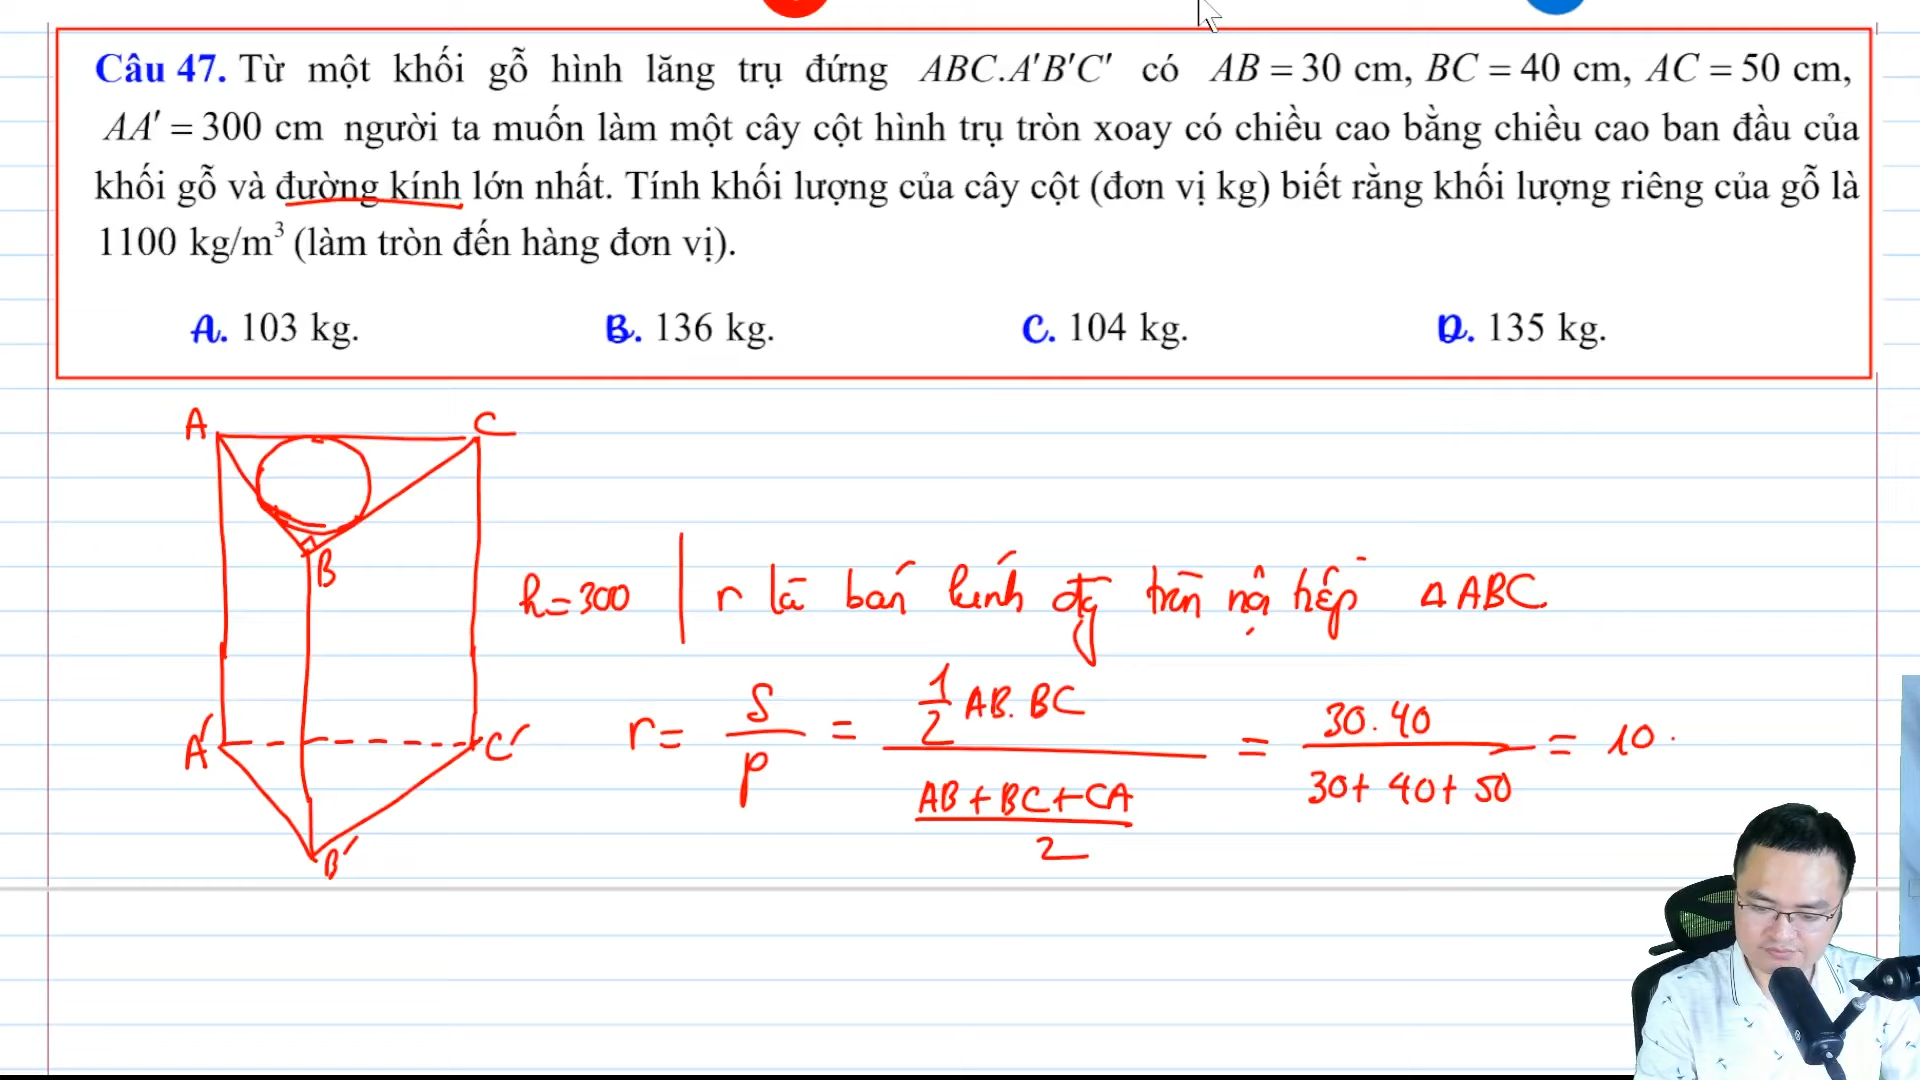 Câu 47. Từ một khối gỗ hình lăng trụ đứng ABC.A'B'C' có AB = 30 cm, BC = 40 cm, AC = 50 cm,
AA' = 300 cm người ta muốn làm một cây cột hình trụ tròn xoay có chiều cao bằng chiều cao ban đầu của
khối gỗ và đường kính lớn nhất. Tính khối lượng của cây cột (đơn vị kg) biết rằng khối lượng riêng của gỗ là
1100 kg/m³ (làm tròn đến hàng đơn vị).
A. 103 kg. B. 136 kg. C. 104 kg. D. 135 kg.
A C
B
h = 300 | r là bán kính đg tròn nội tiếp Δ ABC
r = S/p = (1/2 AB. BC)/((AB + BC + CA)/2) = (30. 40)/(30 + 40 + 50) = 10.
A' C'
B'